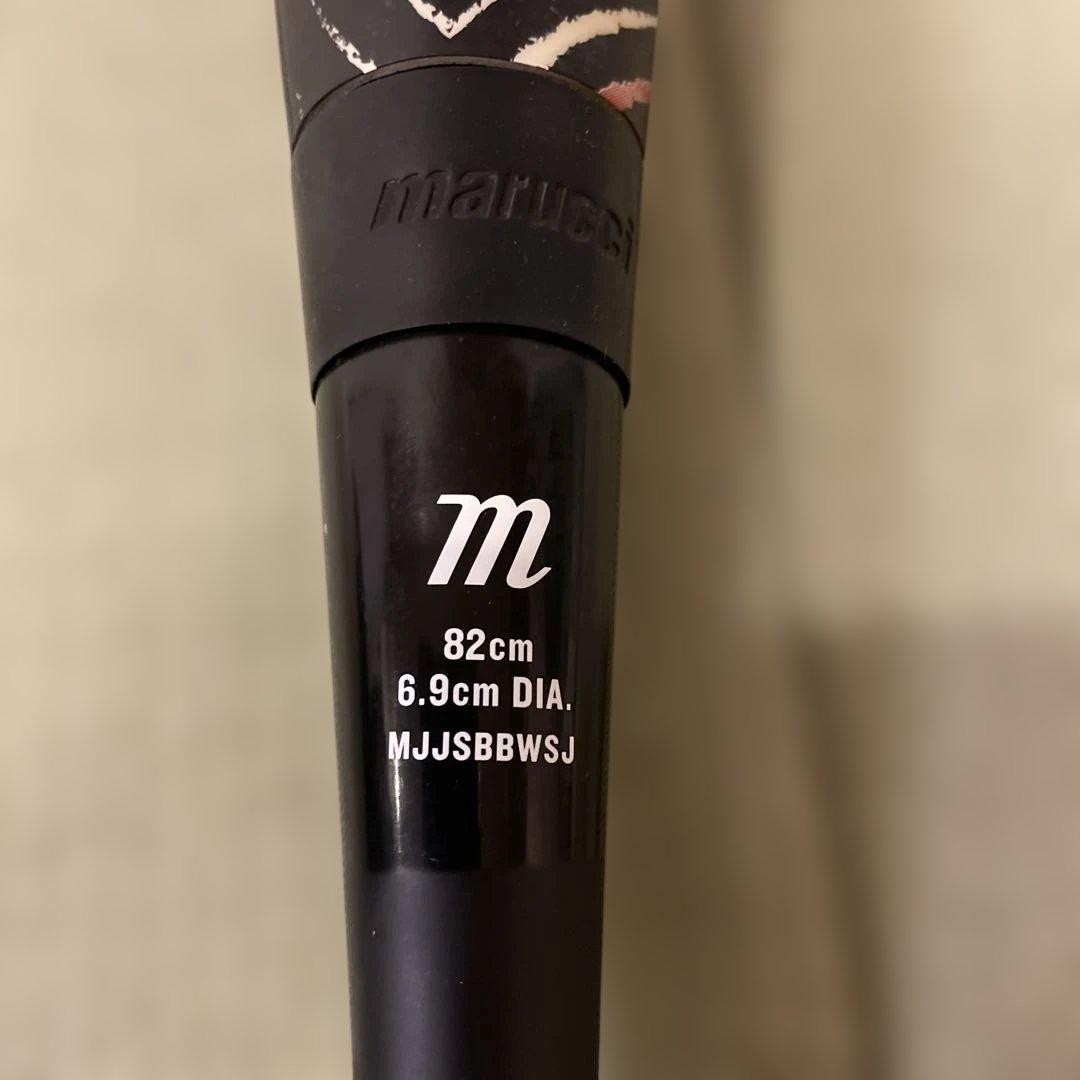 marucci
m
82cm
6.9cm DIA.
MJJSBBWSJ